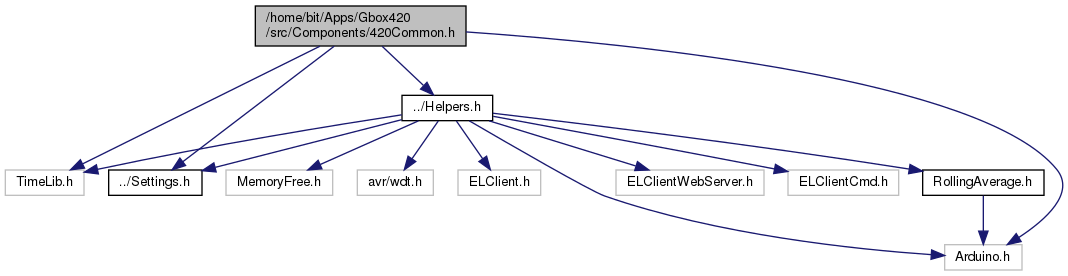 /home/bit/Apps/Gbox420
/src/Components/420Common.h
../Helpers.h
TimeLib.h
../Settings.h
MemoryFree.h
avr/wdt.h
ELClient.h
ELClientWebServer.h
ELClientCmd.h
RollingAverage.h
Arduino.h